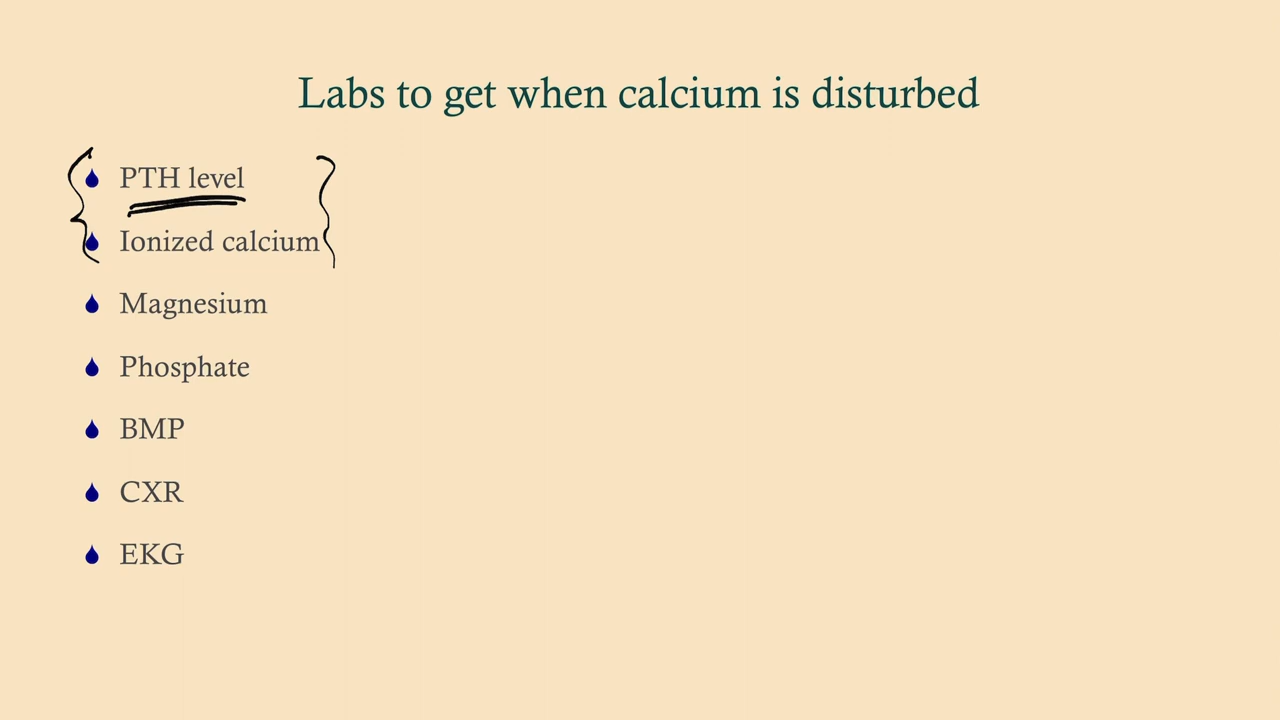 Labs to get when calcium is disturbed
PTH level
Ionized calcium
Magnesium
Phosphate
BMP
CXR
EKG